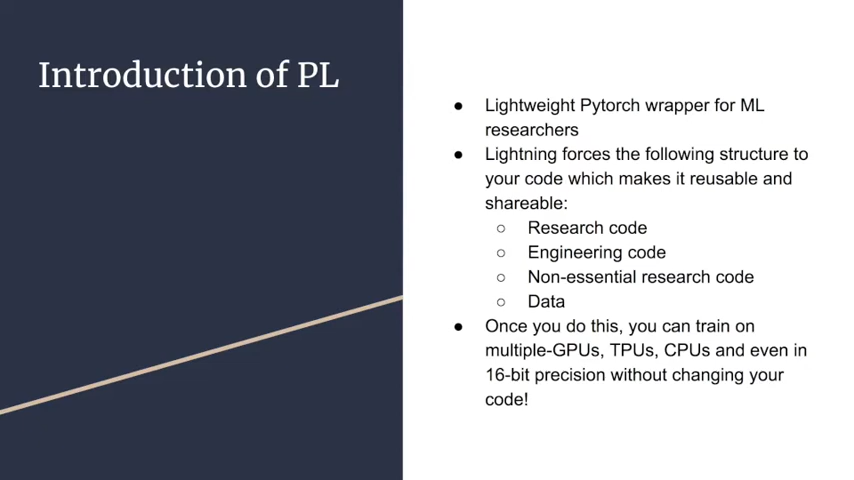 Introduction of PL
● Lightweight Pytorch wrapper for ML
researchers
● Lightning forces the following structure to
your code which makes it reusable and
shareable:
○ Research code
○ Engineering code
○ Non-essential research code
○ Data
● Once you do this, you can train on
multiple-GPUs, TPUs, CPUs and even in
16-bit precision without changing your
code!